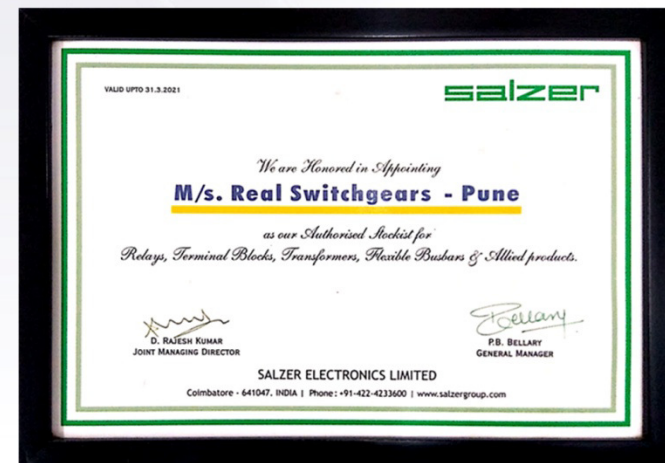 VALID UPTO 31.3.2021
salzer
We are Honored in Appointing
M/s. Real Switchgears - Pune
as our Authorised Stockist for
Relays, Terminal Blocks, Transformers, Flexible Busbars & Allied products.
Bellary
D. RAJESH KUMAR
JOINT MANAGING DIRECTOR
P.B. BELLARY
GENERAL MANAGER
SALZER ELECTRONICS LIMITED
Coimbatore - 641047. INDIA | Phone: +91-422-4233600 | www.salzergroup.com